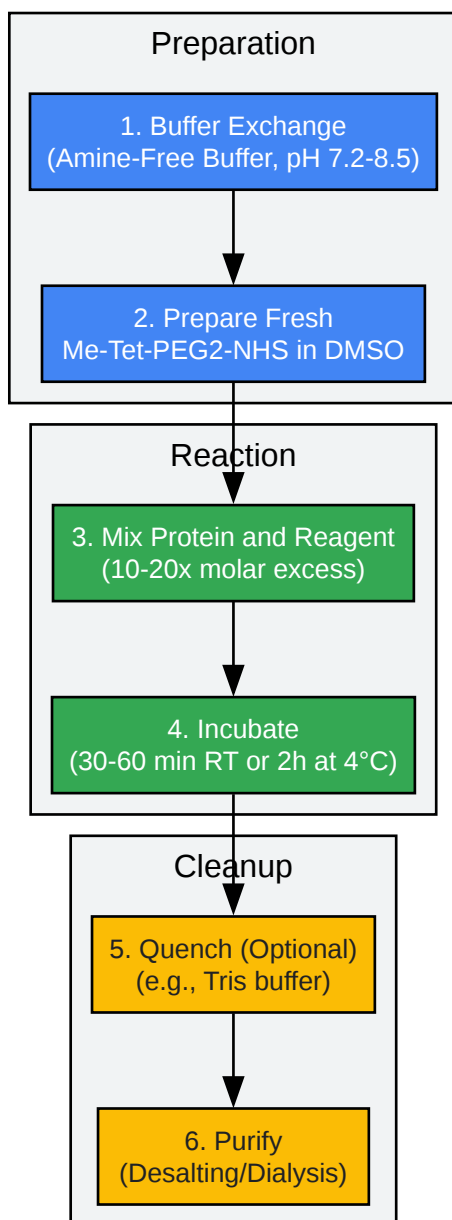 Preparation
1. Buffer Exchange
(Amine-Free Buffer, pH 7.2-8.5)
2. Prepare Fresh
Me-Tet-PEG2-NHS in DMSO
Reaction
3. Mix Protein and Reagent
(10-20x molar excess)
4. Incubate
(30-60 min RT or 2h at 4°C)
Cleanup
5. Quench (Optional)
(e.g., Tris buffer)
6. Purify
(Desalting/Dialysis)